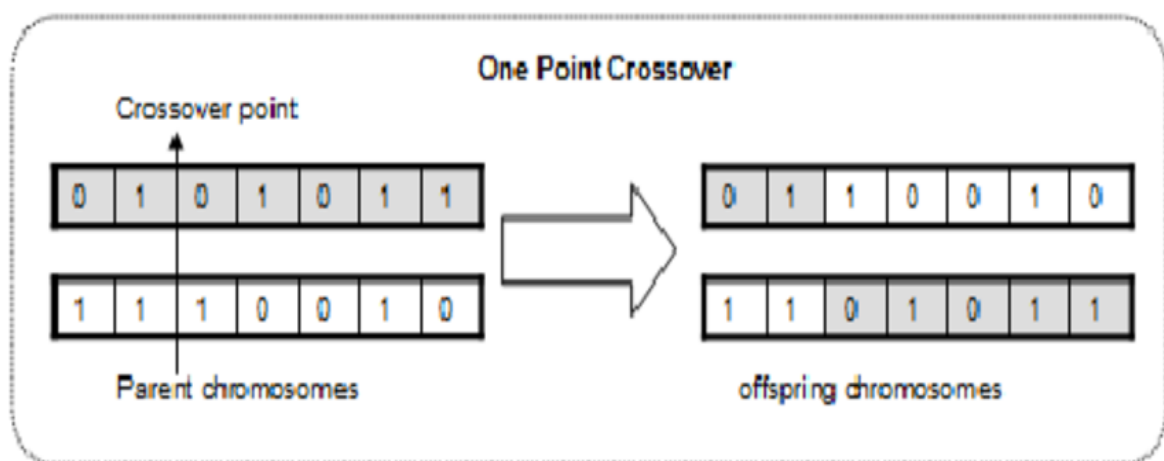 One Point Crossover
Crossover point
0 1 0 1 0 1 1
0 1 1 0 0 1 0
1 1 1 0 0 1 0
1 1 0 1 0 1 1
Parent chromosomes
offspring chromosomes